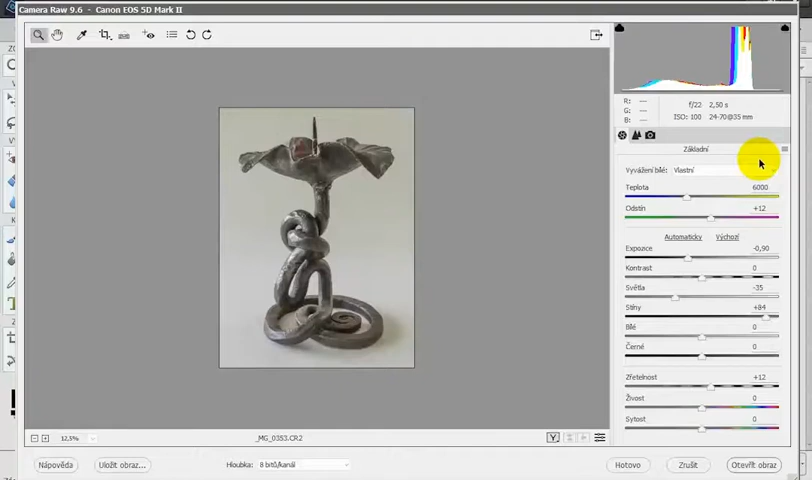 Camera Raw 9.6 - Canon EOS 5D Mark II
R: ---
G: ---
B: ---
f/22 2,50 s
ISO: 100 24-70@35 mm
Základní
Vyvážení bílé: Vlastní
Teplota 6000
Odstín +12
Automaticky Výchozí
Expozice -0,90
Kontrast 0
Světla -35
Stíny +84
Bílé 0
Černé 0
Zřetelnost +12
Živost 0
Sytost 0
12,5% _MG_0353.CR2 Y
Nápověda Uložit obraz... Hloubka: 8 bitů/kanál Hotovo Zrušit Otevřít obraz